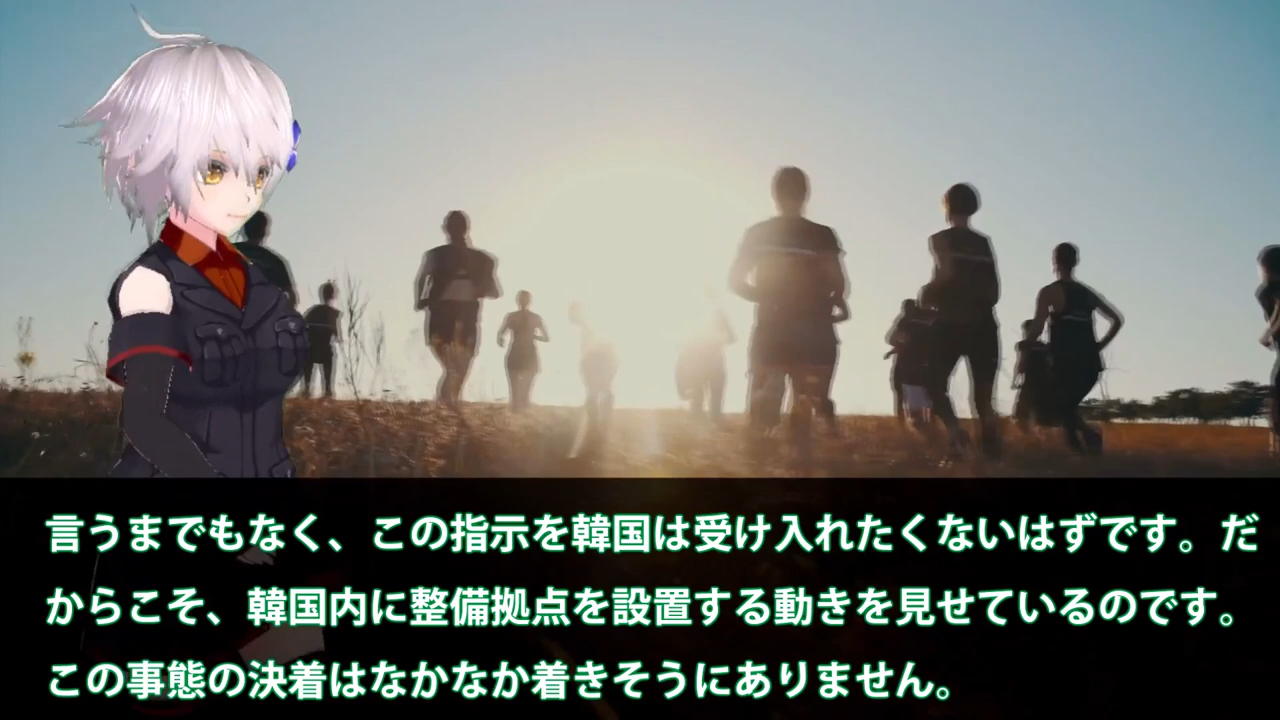 言うまでもなく、この指示を韓国は受け入れたくないはずです。だ
からこそ、韓国内に整備拠点を設置する動きを見せているのです。
この事態の決着はなかなか着きそうにありません。